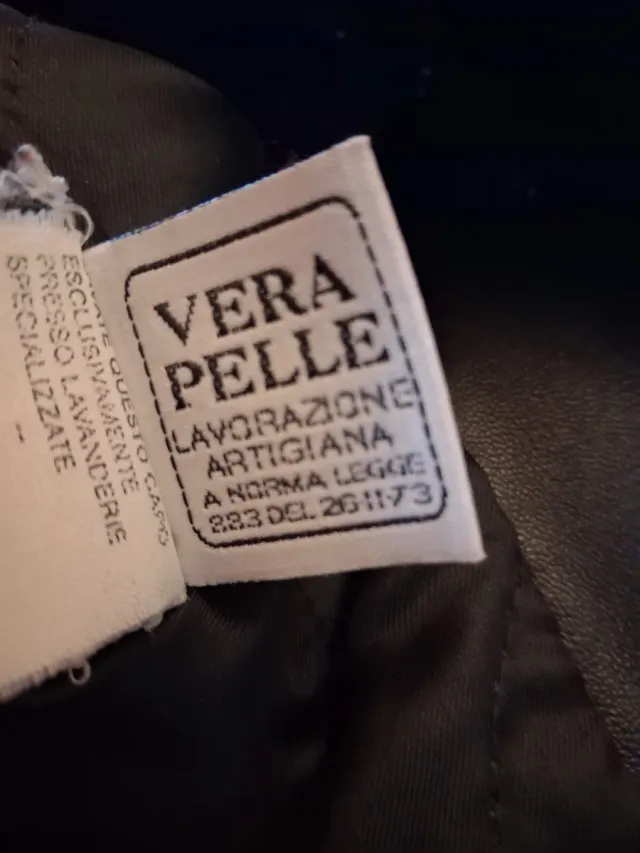 VERA
PELLE
LAVORAZIONE
ARTIGIANA
A NORMA LEGGE
883 DEL 26-11-73
QUESTO CAPO
ESCLUSIVAMENTE
PRESSO LAVANDERIE
SPECIALIZZATE
-